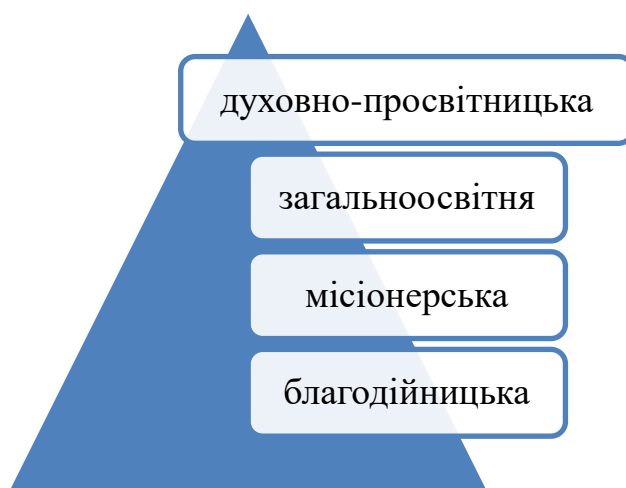 духовно-просвітницька
загальноосвітня
місіонерська
благодійницька